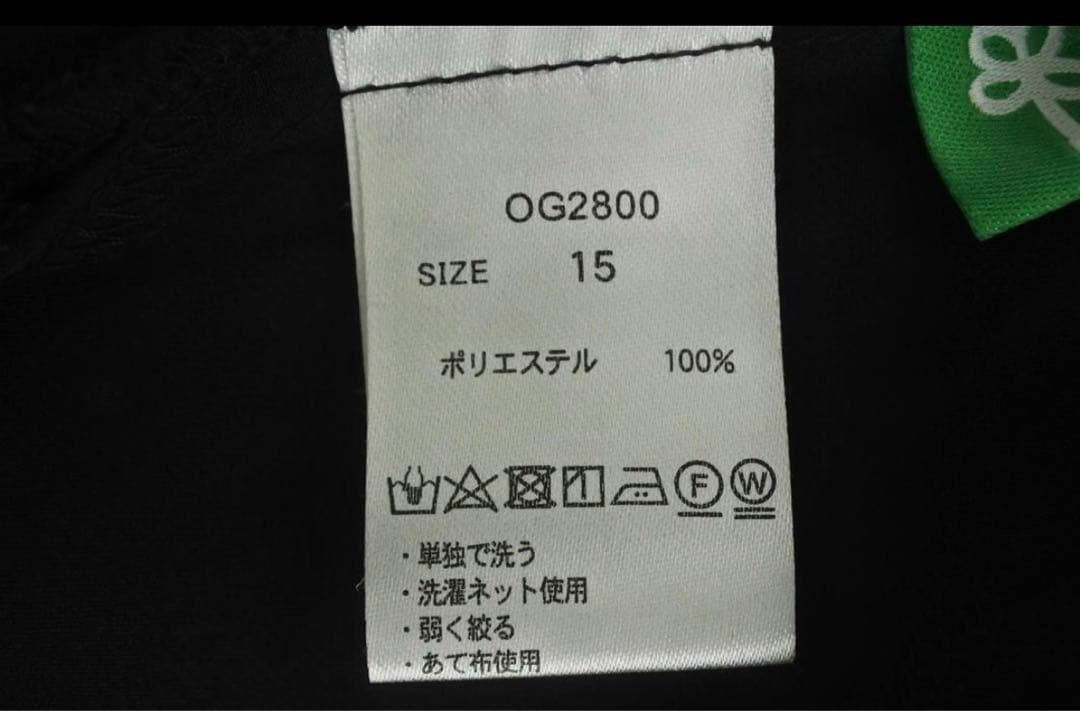 OG2800
SIZE 15
ポリエステル 100%
F W
・単独で洗う
・洗濯ネット使用
・弱く絞る
・あて布使用